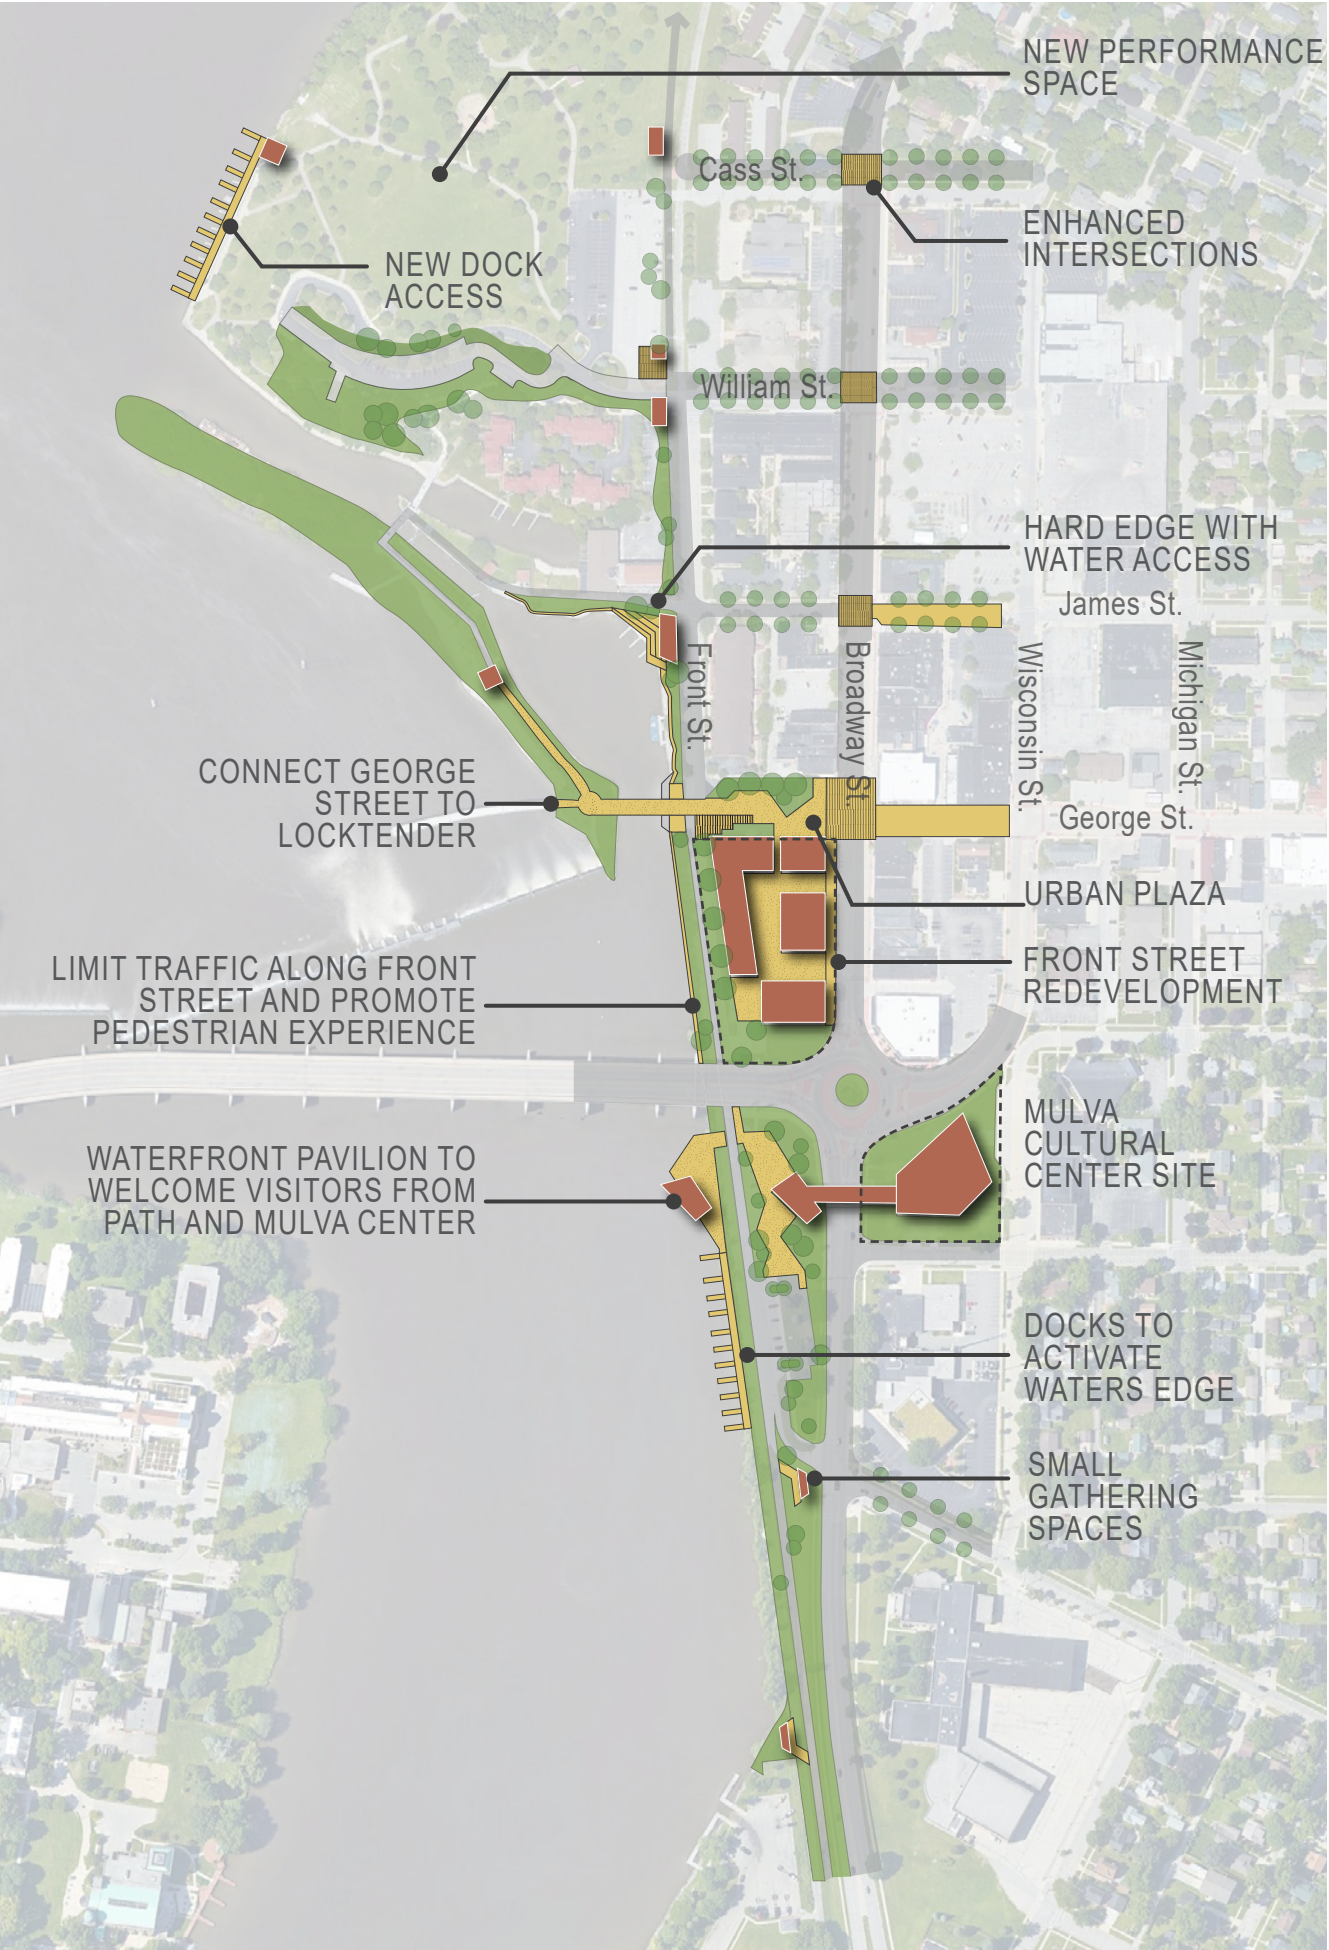 NEW PERFORMANCE
SPACE
Cass St.
ENHANCED
INTERSECTIONS
NEW DOCK
ACCESS
William St.
HARD EDGE WITH
WATER ACCESS
James St.
Front St.
Broadway St.
Wisconsin St.
Michigan St.
CONNECT GEORGE
STREET TO
LOCKTENDER
George St.
URBAN PLAZA
FRONT STREET
REDEVELOPMENT
LIMIT TRAFFIC ALONG FRONT
STREET AND PROMOTE
PEDESTRIAN EXPERIENCE
MULVA
CULTURAL
CENTER SITE
WATERFRONT PAVILION TO
WELCOME VISITORS FROM
PATH AND MULVA CENTER
DOCKS TO
ACTIVATE
WATERS EDGE
SMALL
GATHERING
SPACES